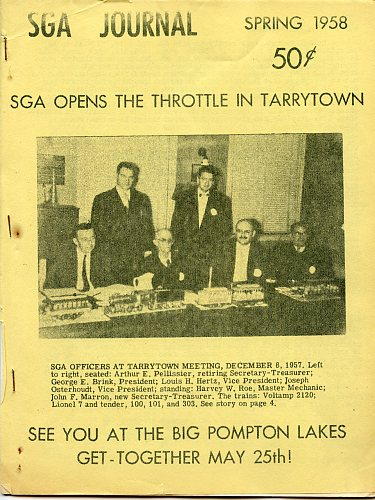 SGA JOURNAL
SPRING 1958
50¢
SGA OPENS THE THROTTLE IN TARRYTOWN
SGA OFFICERS AT TARRYTOWN MEETING, DECEMBER 6, 1957. Left
to right, seated: Arthur E. Pellissier, retiring Secretary-Treasurer;
George E. Brink, President; Louis H. Hertz, Vice President; Joseph
Osterhoudt, Vice President; standing: Harvey W. Roe, Master Mechanic;
John F. Marron, new Secretary-Treasurer. The trains: Voltamp 2120;
Lionel 7 and tender, 100, 101, and 303. See story on page 4.
SEE YOU AT THE BIG POMPTON LAKES
GET-TOGETHER MAY 25th!